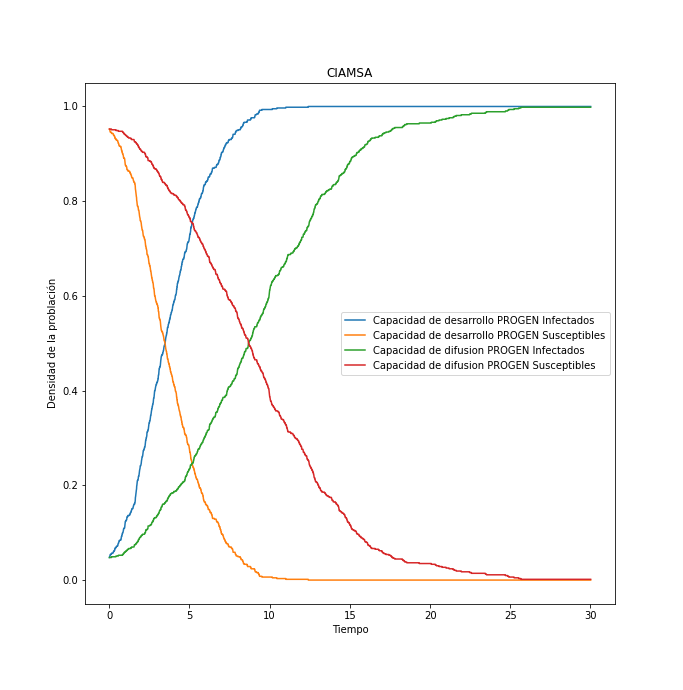 CIAMSA
1.0
0.8
0.6
0.4
0.2
0.0
Densidad de la problación
Capacidad de desarrollo PROGEN Infectados
Capacidad de desarrollo PROGEN Susceptibles
Capacidad de difusion PROGEN Infectados
Capacidad de difusion PROGEN Susceptibles
0 5 10 15 20 25 30
Tiempo